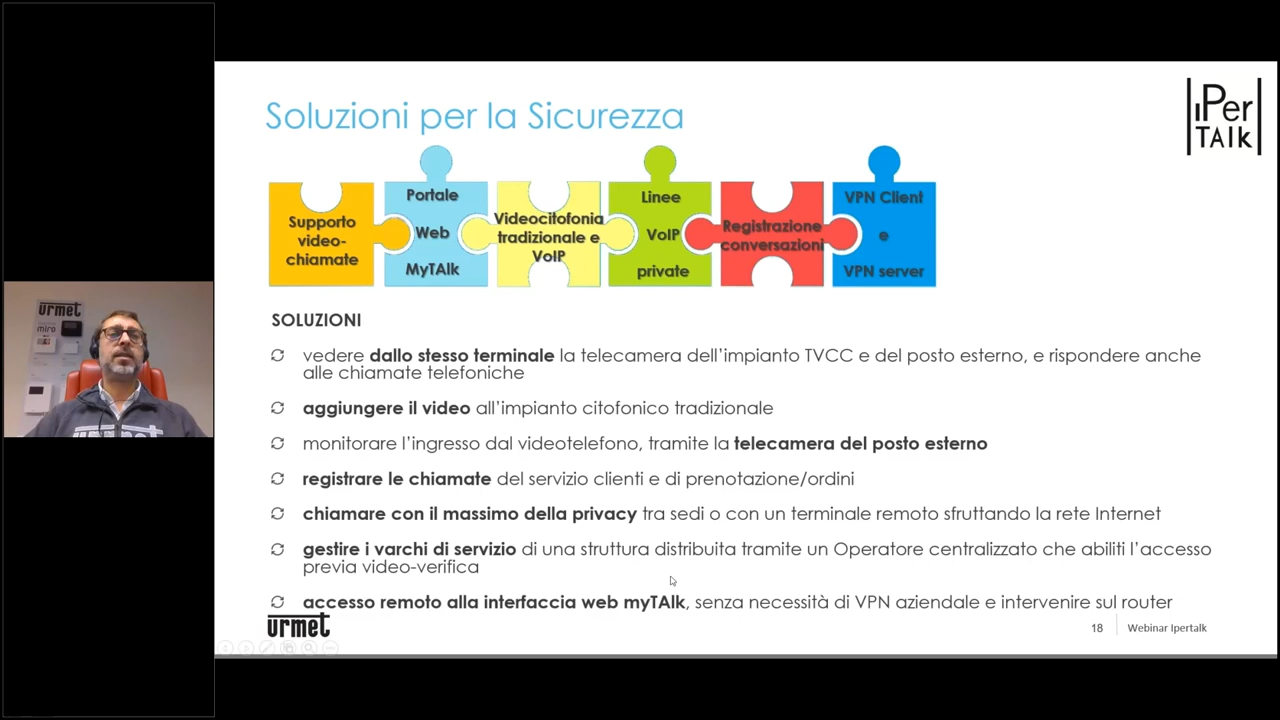 Soluzioni per la Sicurezza
iPer
TAlk
Supporto
video-
chiamate
Portale
Web
MyTAlk
Videocitofonia
tradizionale e
VoIP
Linee
VoIP
private
Registrazione
conversazioni
VPN Client
e
VPN server
SOLUZIONI
vedere dallo stesso terminale la telecamera dell'impianto TVCC e del posto esterno, e rispondere anche
alle chiamate telefoniche
aggiungere il video all'impianto citofonico tradizionale
monitorare l'ingresso dal videotelefono, tramite la telecamera del posto esterno
registrare le chiamate del servizio clienti e di prenotazione/ordini
chiamare con il massimo della privacy tra sedi o con un terminale remoto sfruttando la rete Internet
gestire i varchi di servizio di una struttura distribuita tramite un Operatore centralizzato che abiliti l'accesso
previa video-verifica
accesso remoto alla interfaccia web myTAlk, senza necessità di VPN aziendale e intervenire sul router
urmet
18
Webinar Ipertalk
urmet
miro
urmet